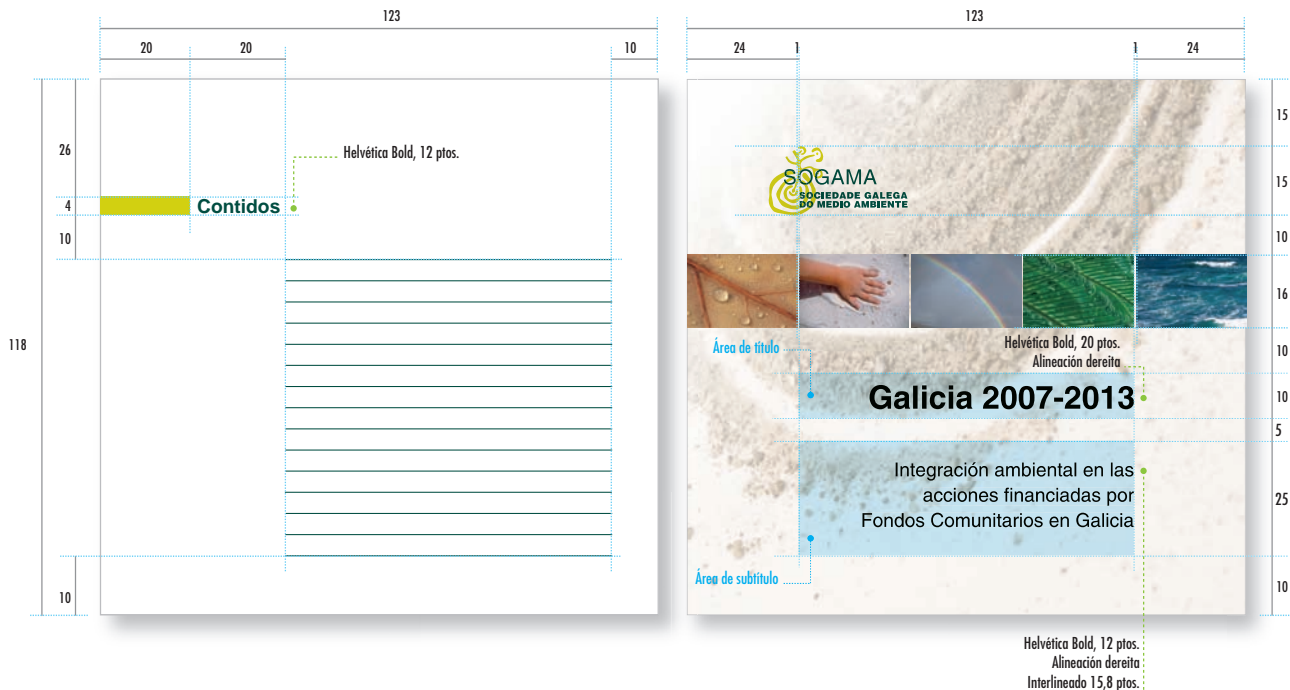 123
20
20
10
26
4
10
118
10
Helvética Bold, 12 ptos.
Contidos
123
24
1
1
24
15
15
10
16
10
10
5
25
10
SOGAMA
SOCIEDADE GALEGA
DO MEDIO AMBIENTE
Área de título
Helvética Bold, 20 ptos.
Alineación dereita
Galicia 2007-2013
Integración ambiental en las
acciones financiadas por
Fondos Comunitarios en Galicia
Área de subtítulo
Helvética Bold, 12 ptos.
Alineación dereita
Interlineado 15,8 ptos.